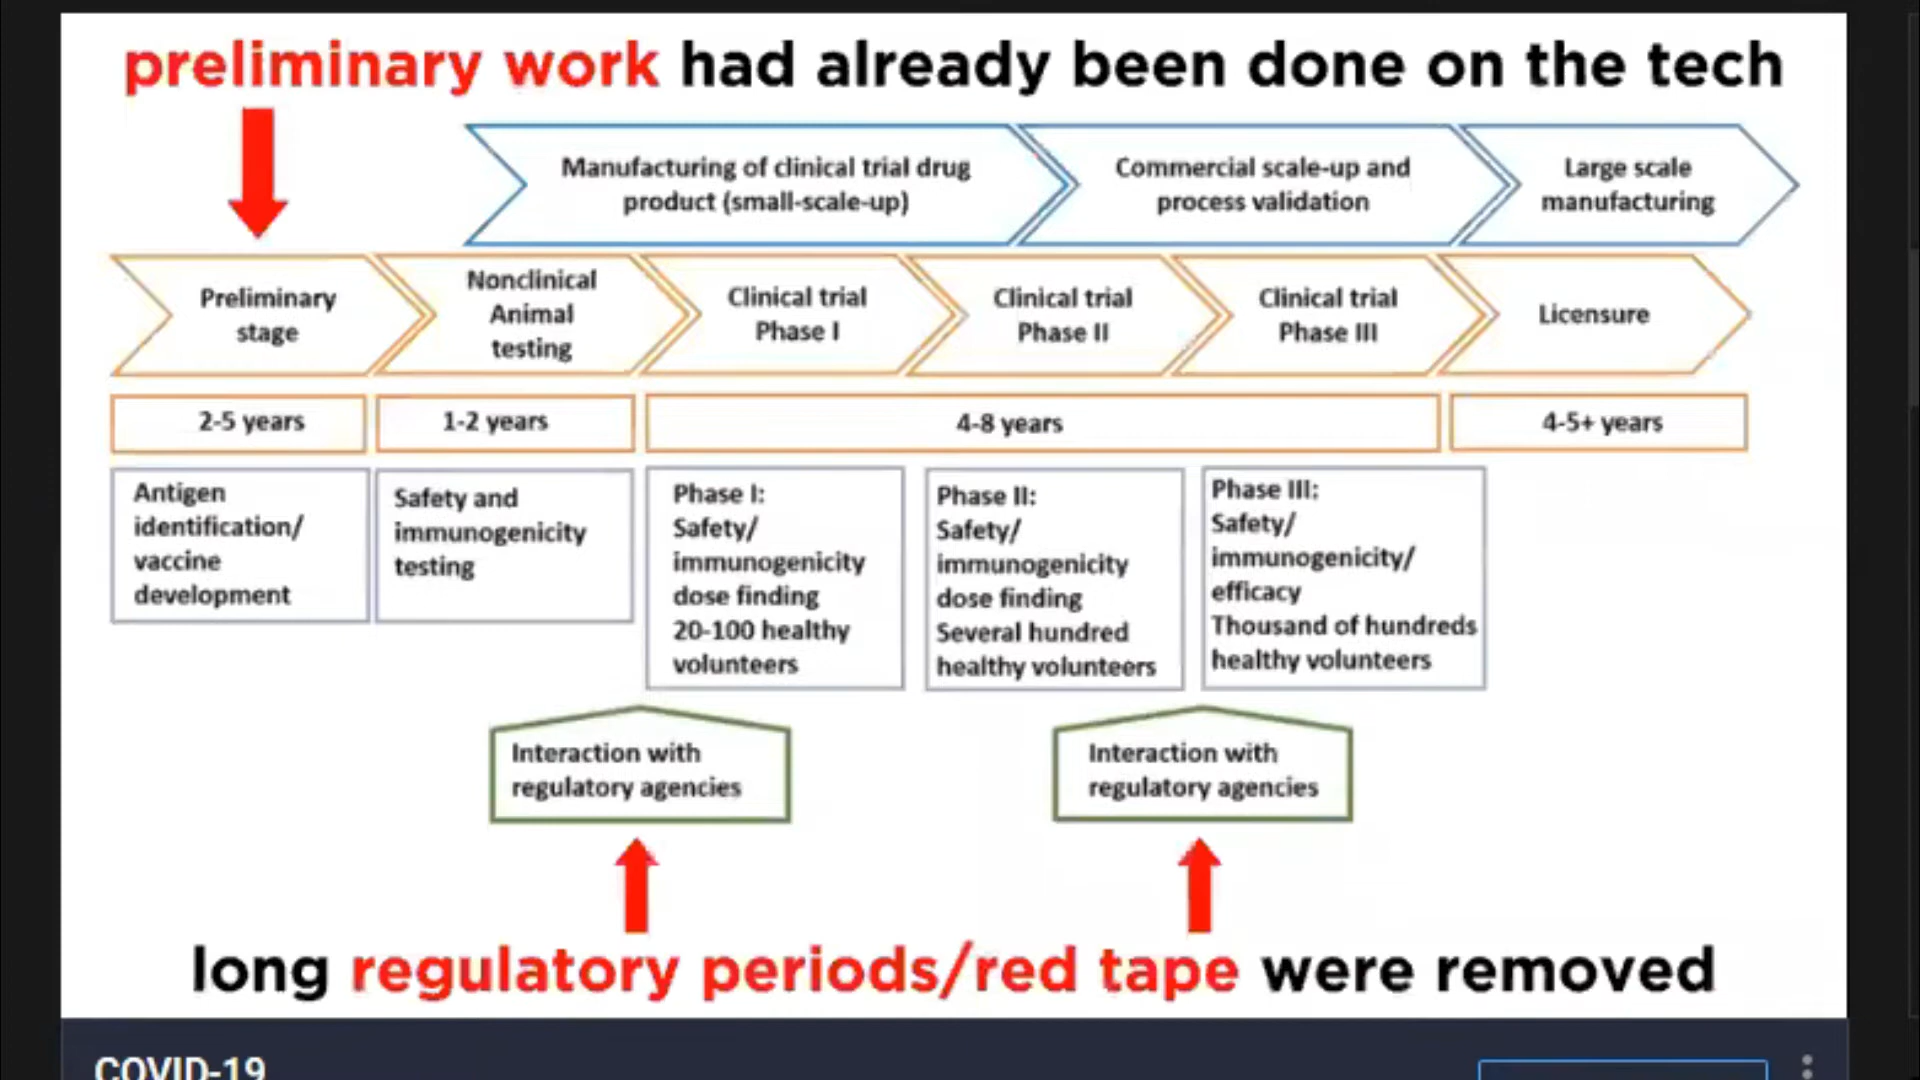 preliminary work had already been done on the tech
Manufacturing of clinical trial drug
product (small-scale-up)
Commercial scale-up and
process validation
Large scale
manufacturing
Preliminary
stage
Nonclinical
Animal
testing
Clinical trial
Phase I
Clinical trial
Phase II
Clinical trial
Phase III
Licensure
2-5 years
1-2 years
4-8 years
4-5+ years
Antigen
identification/
vaccine
development
Safety and
immunogenicity
testing
Phase I:
Safety/
immunogenicity
dose finding
20-100 healthy
volunteers
Phase II:
Safety/
immunogenicity
dose finding
Several hundred
healthy volunteers
Phase III:
Safety/
immunogenicity/
efficacy
Thousand of hundreds
healthy volunteers
Interaction with
regulatory agencies
Interaction with
regulatory agencies
long regulatory periods/red tape were removed
COVID-19